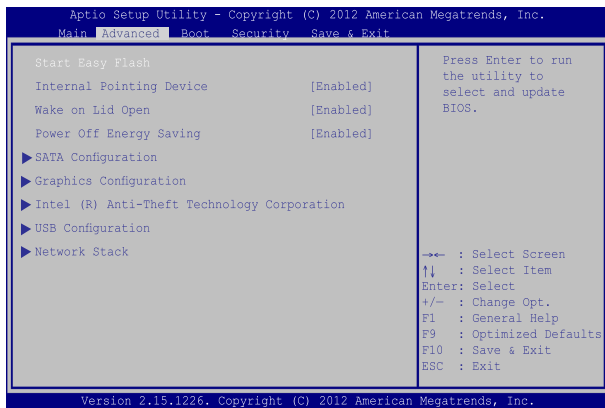 Aptio Setup Utility - Copyright (C) 2012 American Megatrends, Inc.
Main Advanced Boot Security Save & Exit
Start Easy Flash
Internal Pointing Device [Enabled]
Wake on Lid Open [Enabled]
Power Off Energy Saving [Enabled]
▶SATA Configuration
▶Graphics Configuration
▶Intel (R) Anti-Theft Technology Corporation
▶USB Configuration
▶Network Stack
Press Enter to run
the utility to
select and update
BIOS.
→← : Select Screen
↑↓ : Select Item
Enter: Select
+/— : Change Opt.
F1 : General Help
F9 : Optimized Defaults
F10 : Save & Exit
ESC : Exit
Version 2.15.1226. Copyright (C) 2012 American Megatrends, Inc.